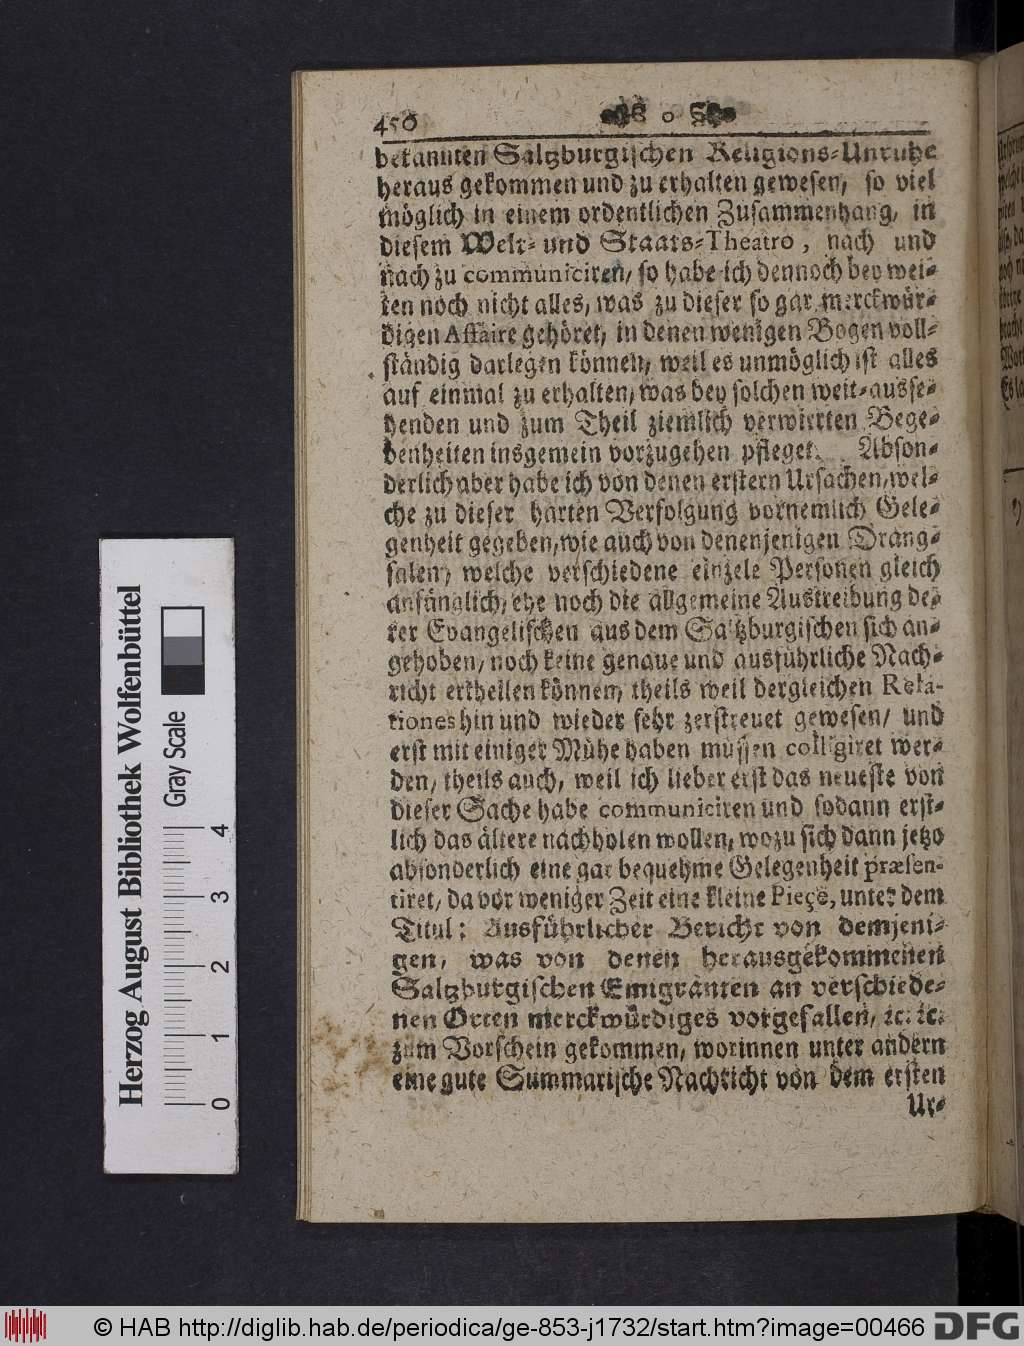 450 o
bekannten Saltzburgischen Religions-Unruhe
heraus gekommen und zu erhalten gewesen, so viel
möglich in einem ordentlichen Zusammenhang, in
diesem Welt- und Staats-Theatro, nach und
nach zu communiciren, so habe ich dennoch bey wei-
ten noch nicht alles, was zu dieser so gar merckwür-
digen Affaire gehöret, in denen wenigen Bogen voll-
ständig darlegen können, weil es unmöglich ist alles
auf einmal zu erhalten, was bey solchen weit-ausse-
henden und zum Theil ziemlich verwirrten Bege-
benheiten insgemein vorzugehen pfleget. Abson-
derlich aber habe ich von denen erstern Ursachen, wel-
che zu dieser harten Verfolgung vornemlich Gele-
genheit gegeben, wie auch von denenjenigen Drang-
salen, welche verschiedene einzele Personen gleich
anfänglich, ehe noch die allgemeine Austreibung de-
rer Evangelischen aus dem Saltzburgischen sich an-
gehoben, noch keine genaue und ausführliche Nach-
richt ertheilen können, theils weil dergleichen Rela-
tiones hin und wieder sehr zerstreuet gewesen, und
erst mit einiger Mühe haben müssen colligiret wer-
den, theils auch, weil ich lieber erst das neueste von
dieser Sache habe communiciren und sodann erst-
lich das ältere nachholen wollen, wozu sich dann jetzo
absonderlich eine gar bequehme Gelegenheit præsen-
tiret, da vor weniger Zeit eine kleine Pieçe, unter dem
Titul: Ausführlicher Bericht von demjeni-
gen, was von denen herausgekommenen
Saltzburgischen Emigranten an verschiede-
nen Orten merckwürdiges vorgefallen, ꝛc. ꝛc.
zum Vorschein gekommen, worinnen unter andern
eine gute Summarische Nachricht von dem ersten
Ur-
Herzog August Bibliothek Wolfenbüttel
Gray Scale
0 1 2 3 4
© HAB http://diglib.hab.de/periodica/ge-853-j1732/start.htm?image=00466
DFG